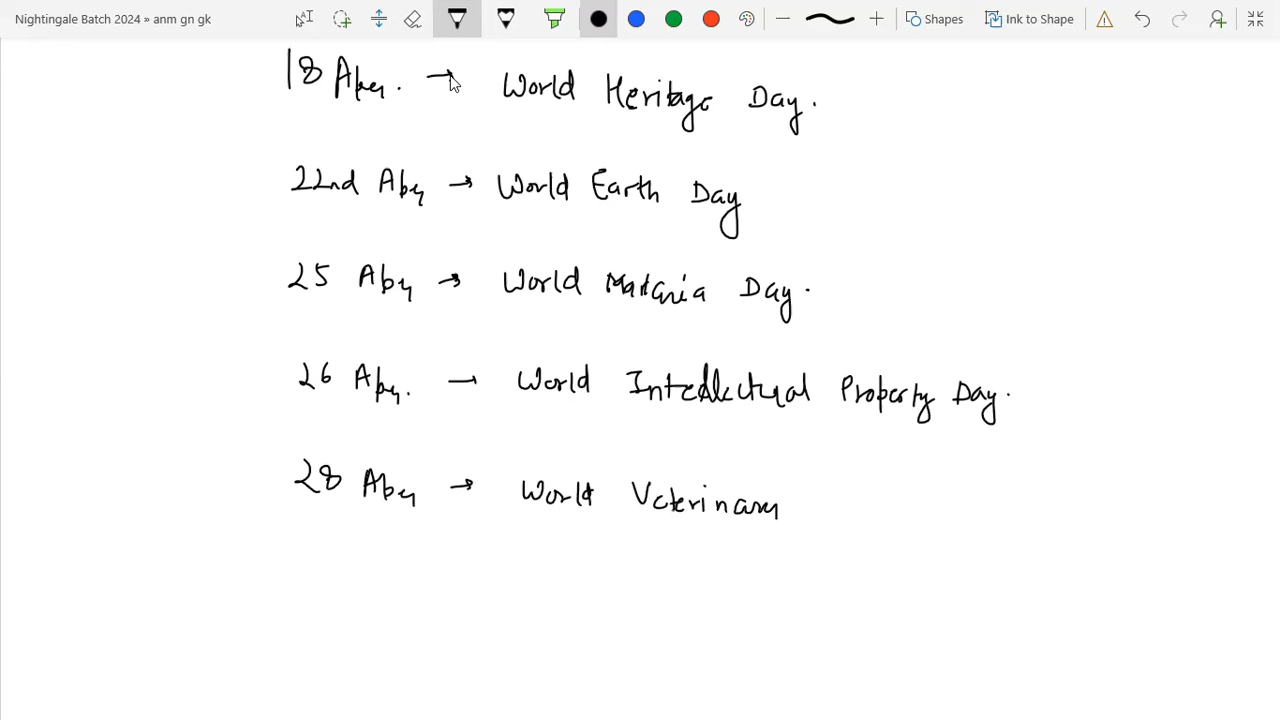 Nightingale Batch 2024 » anm gn gk Shapes Ink to Shape
18 Apr. → World Heritage Day.
22nd Apr → World Earth Day
25 Apr → World Malaria Day.
26 Apr. → World Intellectual Property Day.
28 Apr → World Veterinary